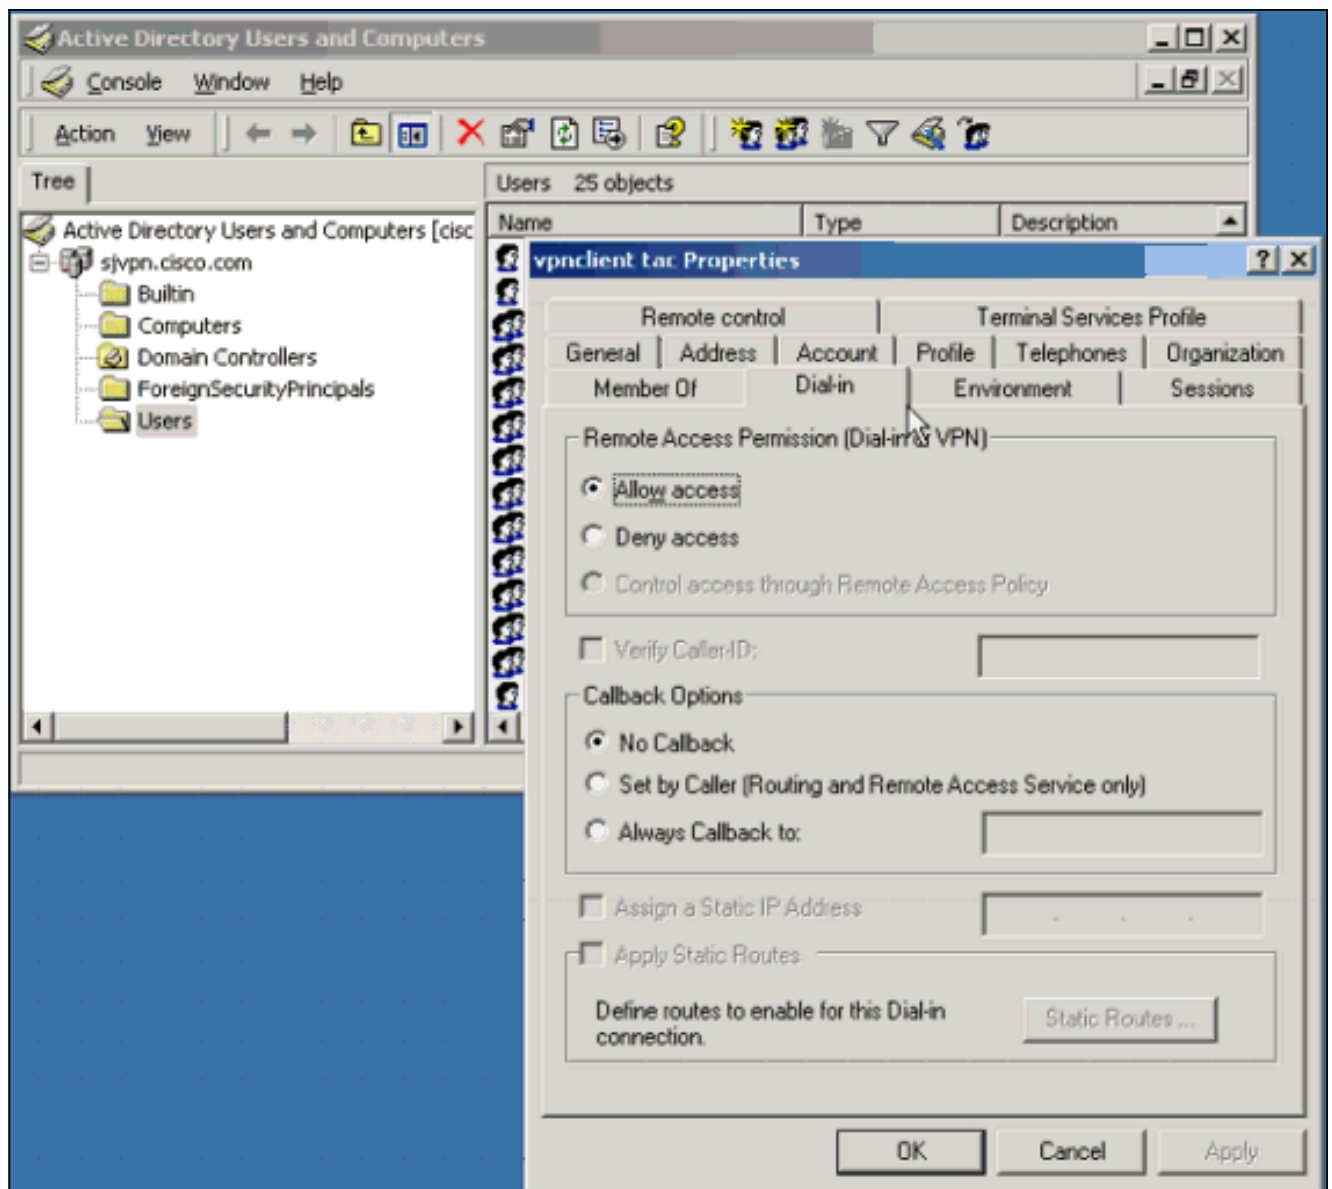 Active Directory Users and Computers
Console Window Help
Action View
Tree
Users 25 objects
Active Directory Users and Computers [cisc
sjvpn.cisco.com
Builtin
Computers
Domain Controllers
ForeignSecurityPrincipals
Users
Name Type Description
vpnclient tac Properties
Remote control Terminal Services Profile
General Address Account Profile Telephones Organization
Member Of Dial-in Environment Sessions
Remote Access Permission (Dial-in & VPN)
Allow access
Deny access
Control access through Remote Access Policy
Verify Caller-ID:
Callback Options
No Callback
Set by Caller (Routing and Remote Access Service only)
Always Callback to:
Assign a Static IP Address
Apply Static Routes
Define routes to enable for this Dial-in
connection.
Static Routes ...
OK Cancel Apply